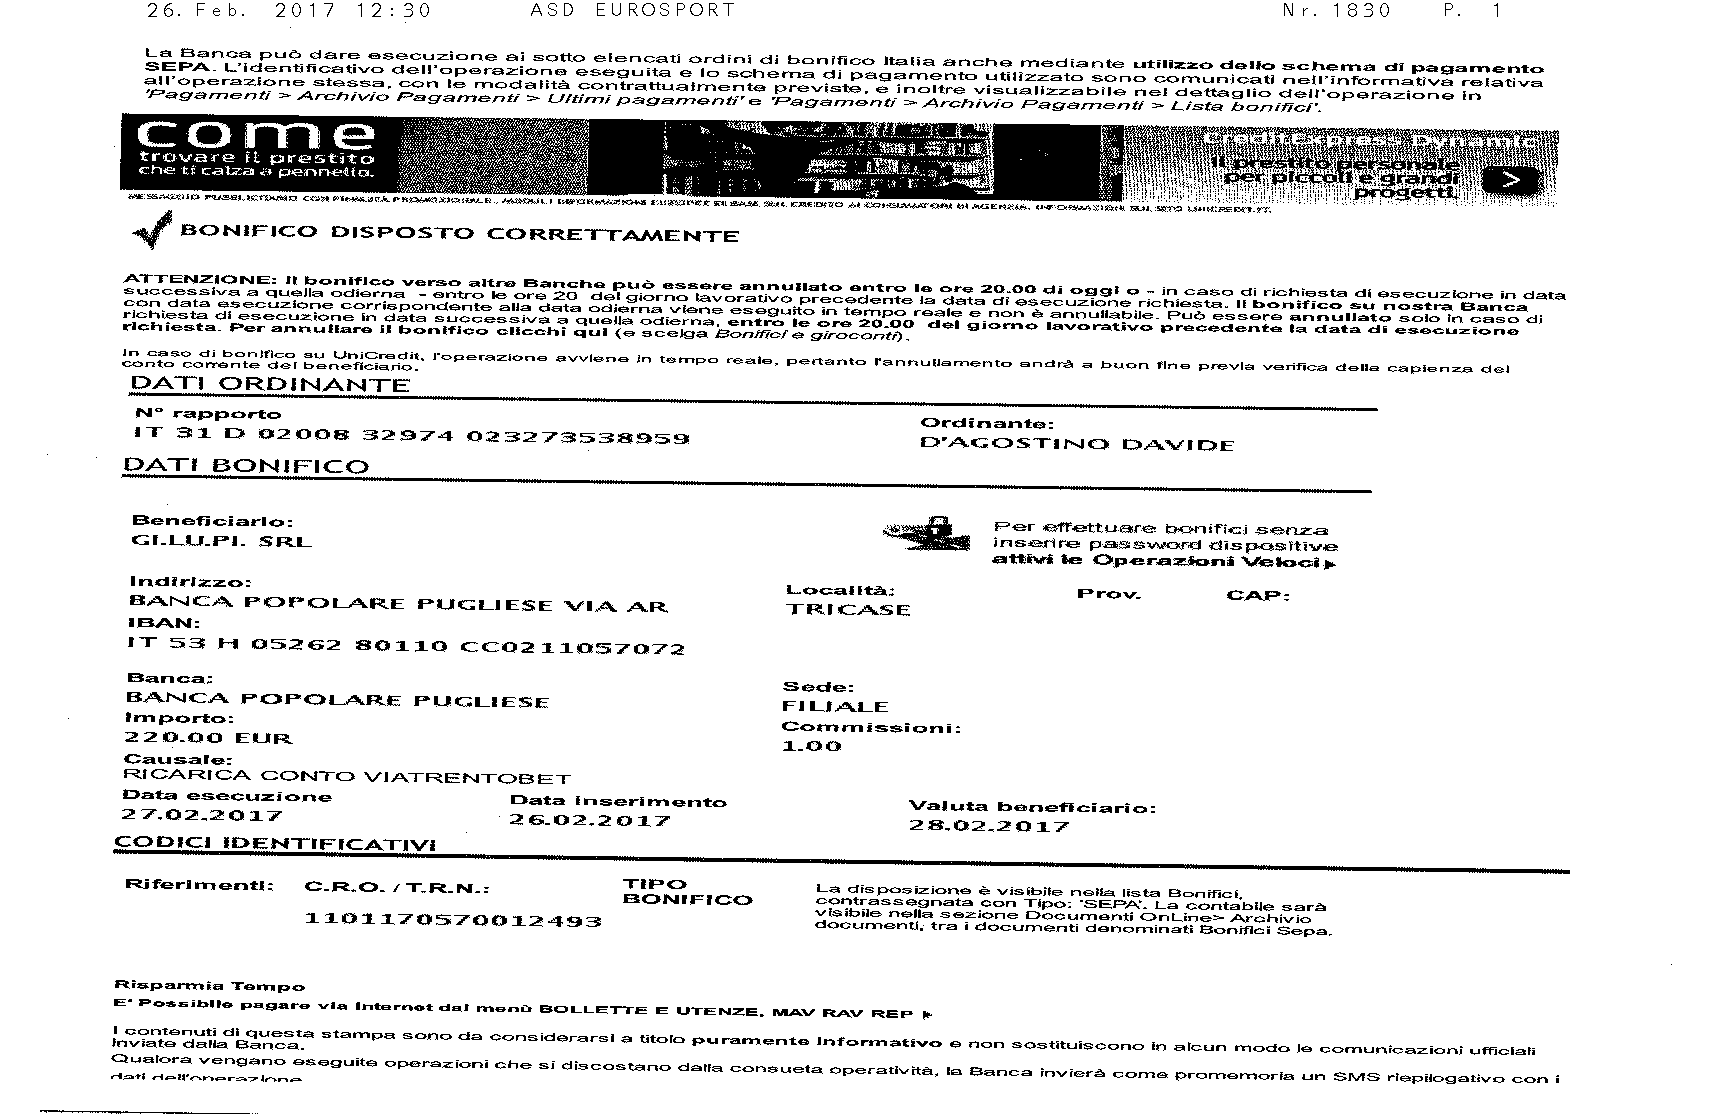 26. Feb. 2017 12:30 ASD EUROSPORT Nr. 1830 P. 1
La Banca può dare esecuzione ai sotto elencati ordini di bonifico Italia anche mediante utilizzo dello schema di pagamento
SEPA. L'identificativo dell'operazione eseguita e lo schema di pagamento utilizzato sono comunicati nell'informativa relativa
all'operazione stessa, con le modalità contrattualmente previste, e inoltre visualizzabile nel dettaglio dell'operazione in
'Pagamenti > Archivio Pagamenti > Ultimi pagamenti' e 'Pagamenti > Archivio Pagamenti > Lista bonifici'.
come
trovare il prestito
che ti calza a pennello.
CreditExpress Dynamic
Il prestito personale
per piccoli e grandi
progetti
>
MESSAGGIO PUBBLICITARIO CON FINALITÀ PROMOZIONALE.
BONIFICO DISPOSTO CORRETTAMENTE
ATTENZIONE: Il bonifico verso altre Banche può essere annullato entro le ore 20.00 di oggi o - in caso di richiesta di esecuzione in data
successiva a quella odierna - entro le ore 20 del giorno lavorativo precedente la data di esecuzione richiesta. Il bonifico su nostra Banca
con data esecuzione corrispondente alla data odierna viene eseguito in tempo reale e non è annullabile. Può essere annullato solo in caso di
richiesta di esecuzione in data successiva a quella odierna, entro le ore 20.00 del giorno lavorativo precedente la data di esecuzione
richiesta. Per annullare il bonifico clicchi qui (e scelga Bonifici e giroconti).
In caso di bonifico su UniCredit, l'operazione avviene in tempo reale, pertanto l'annullamento andrà a buon fine previa verifica della capienza del
conto corrente del beneficiario.
DATI ORDINANTE
N° rapporto Ordinante:
IT 31 D 02008 32974 023273538959 D'AGOSTINO DAVIDE
DATI BONIFICO
Beneficiario:
GI.LU.PI. SRL
Per effettuare bonifici senza
inserire password dispositive
attivi le Operazioni Veloci
Indirizzo: Località: Prov. CAP:
BANCA POPOLARE PUGLIESE VIA AR TRICASE
IBAN:
IT 53 H 05262 80110 CC0211057072
Banca: Sede:
BANCA POPOLARE PUGLIESE FILIALE
Importo: Commissioni:
220.00 EUR 1.00
Causale:
RICARICA CONTO VIATRENTOBET
Data esecuzione Data inserimento Valuta beneficiario:
27.02.2017 26.02.2017 28.02.2017
CODICI IDENTIFICATIVI
Riferimenti: C.R.O. / T.R.N.: TIPO
BONIFICO
1101170570012493
La disposizione è visibile nella lista Bonifici,
contrassegnata con Tipo: 'SEPA'. La contabile sarà
visibile nella sezione Documenti OnLine> Archivio
documenti, tra i documenti denominati Bonifici Sepa.
Risparmia Tempo
E' Possibile pagare via Internet dal menù BOLLETTE E UTENZE, MAV RAV REP
I contenuti di questa stampa sono da considerarsi a titolo puramente informativo e non sostituiscono in alcun modo le comunicazioni ufficiali
inviate dalla Banca.
Qualora vengano eseguite operazioni che si discostano dalla consueta operatività, la Banca invierà come promemoria un SMS riepilogativo con i
dati dell'operazione